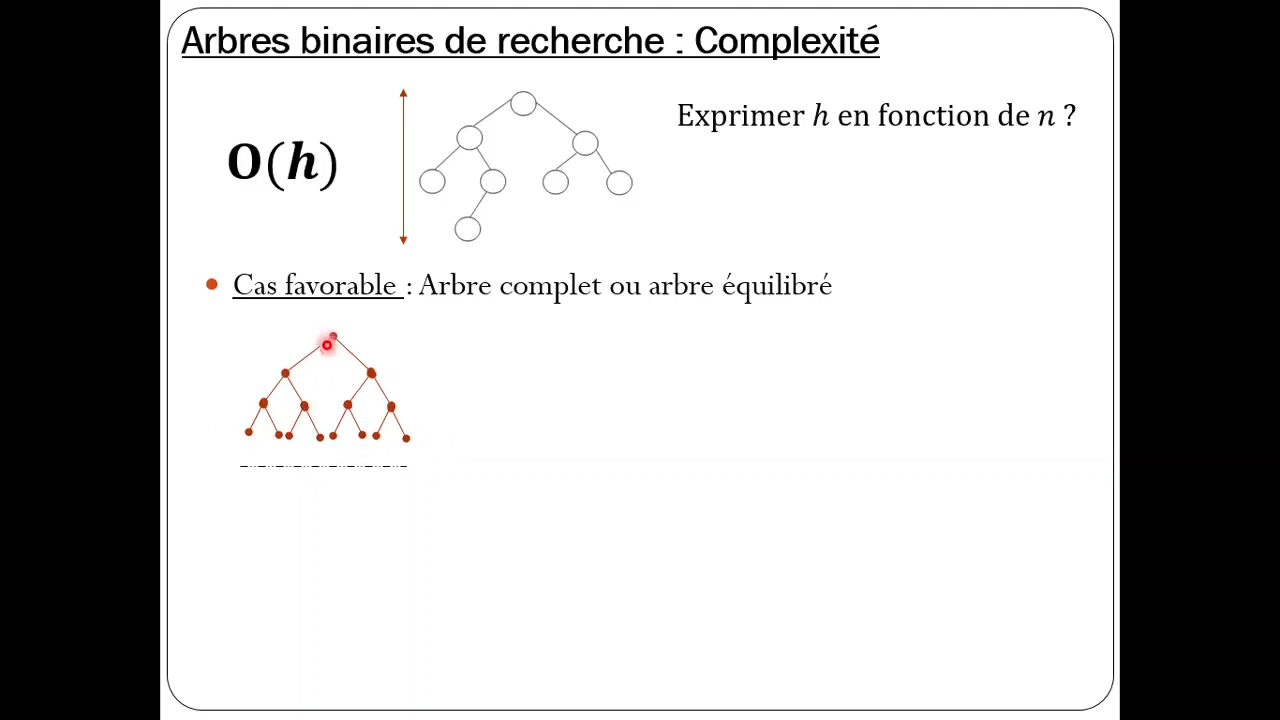 Arbres binaires de recherche : Complexité
Exprimer h en fonction de n ?
O(h)
Cas favorable : Arbre complet ou arbre équilibré